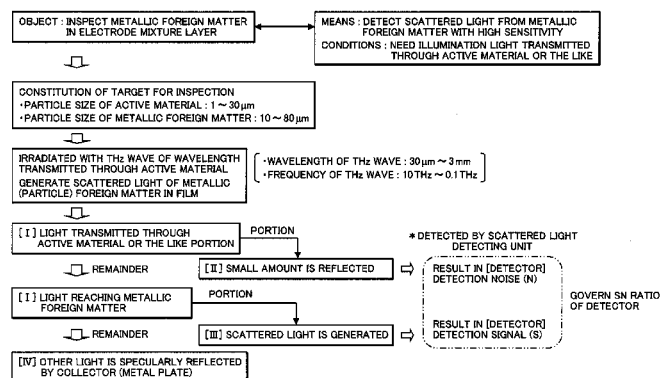 OBJECT : INSPECT METALLIC FOREIGN MATTER
IN ELECTRODE MIXTURE LAYER
MEANS : DETECT SCATTERED LIGHT FROM METALLIC
FOREIGN MATTER WITH HIGH SENSITIVITY
CONDITIONS : NEED ILLUMINATION LIGHT TRANSMITTED
THROUGH ACTIVE MATERIAL OR THE LIKE
CONSTITUTION OF TARGET FOR INSPECTION
・PARTICLE SIZE OF ACTIVE MATERIAL : 1 ~ 30 μm
・PARTICLE SIZE OF METALLIC FOREIGN MATTER : 10 ~ 80 μm
IRRADIATED WITH THz WAVE OF WAVELENGTH
TRANSMITTED THROUGH ACTIVE MATERIAL
GENERATE SCATTERED LIGHT OF METALLIC
(PARTICLE) FOREIGN MATTER IN FILM
・WAVELENGTH OF THz WAVE : 30 μm ~ 3 mm
・FREQUENCY OF THz WAVE : 10 THz ~ 0.1 THz
[ I ] LIGHT TRANSMITTED THROUGH
ACTIVE MATERIAL OR THE LIKE PORTION
PORTION
* DETECTED BY SCATTERED LIGHT
DETECTING UNIT
REMAINDER
[ II ] SMALL AMOUNT IS REFLECTED
RESULT IN [DETECTOR]
DETECTION NOISE (N)
[ I ] LIGHT REACHING METALLIC
FOREIGN MATTER
PORTION
GOVERN SN RATIO
OF DETECTOR
REMAINDER
[ III ] SCATTERED LIGHT IS GENERATED
RESULT IN [DETECTOR]
DETECTION SIGNAL (S)
[ IV ] OTHER LIGHT IS SPECULARLY REFLECTED
BY COLLECTOR (METAL PLATE)